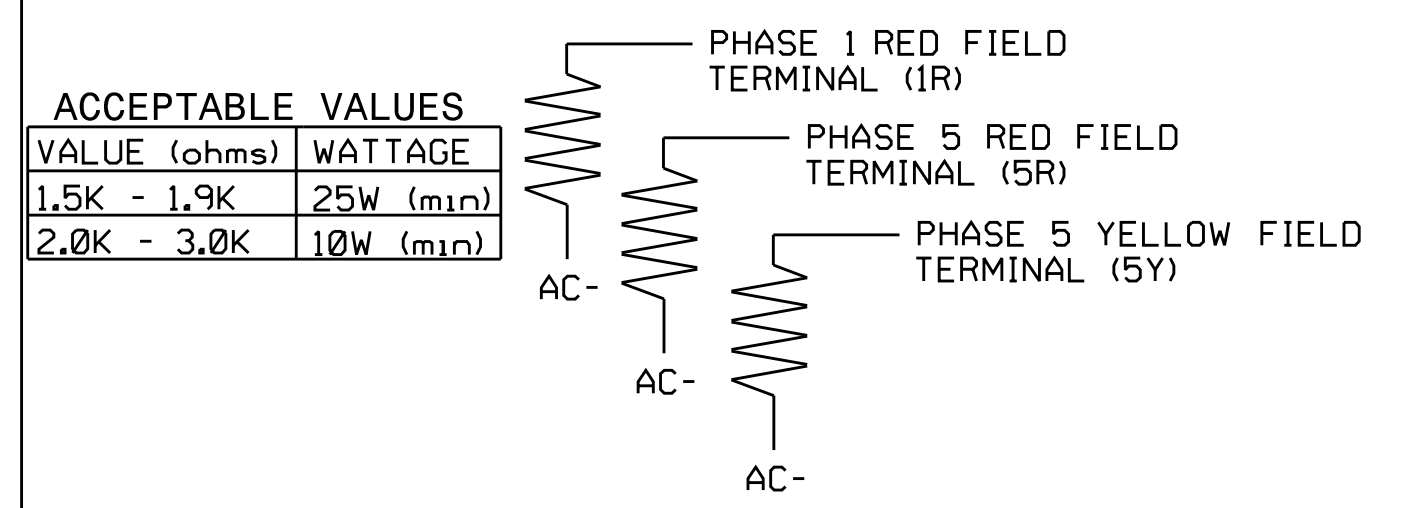 ACCEPTABLE VALUES
VALUE (ohms) WATTAGE
1.5K - 1.9K 25W (min)
2.0K - 3.0K 10W (min)
PHASE 1 RED FIELD
TERMINAL (1R)
AC-
PHASE 5 RED FIELD
TERMINAL (5R)
AC-
PHASE 5 YELLOW FIELD
TERMINAL (5Y)
AC-